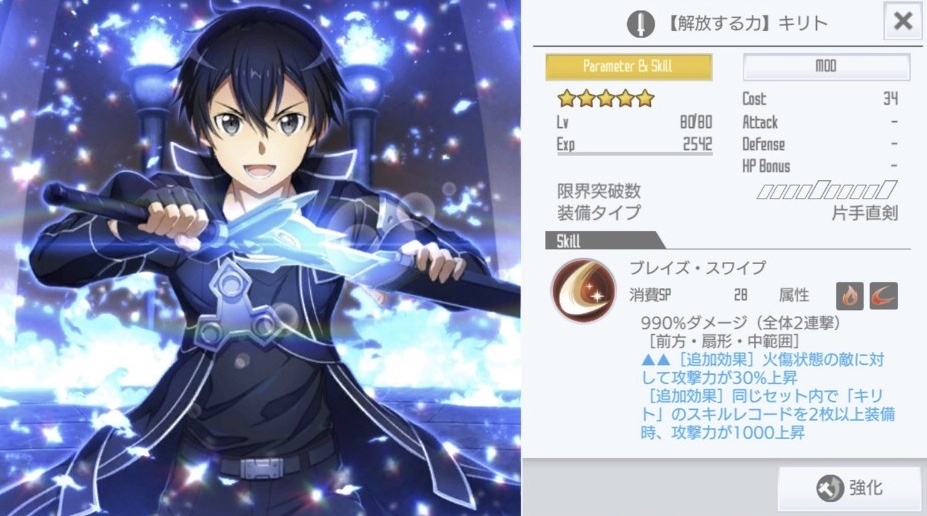 【解放する力】キリト
Parameter & Skill
MOD
Lv 80/80
Exp 2542
Cost 34
Attack -
Defense -
HP Bonus -
限界突破数
装備タイプ 片手直剣
Skill
ブレイズ・スワイプ
消費SP 28 属性
990%ダメージ（全体2連撃）
［前方・扇形・中範囲］
▲▲［追加効果］火傷状態の敵に対
して攻撃力が30%上昇
［追加効果］同じセット内で「キリ
ト」のスキルレコードを2枚以上装備
時、攻撃力が1000上昇
強化